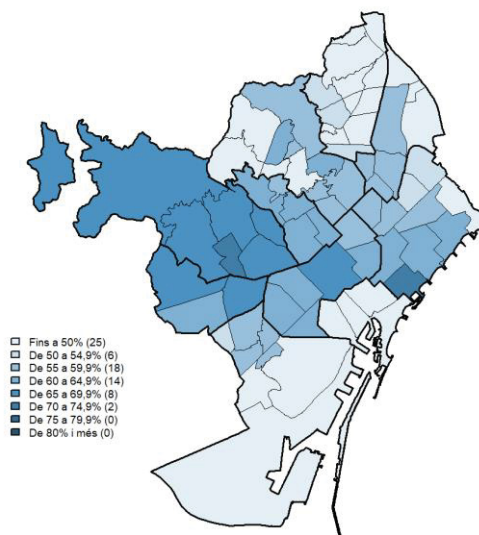 Fins a 50% (25)
De 50 a 54,9% (6)
De 55 a 59,9% (18)
De 60 a 64,9% (14)
De 65 a 69,9% (8)
De 70 a 74,9% (2)
De 75 a 79,9% (0)
De 80% i més (0)